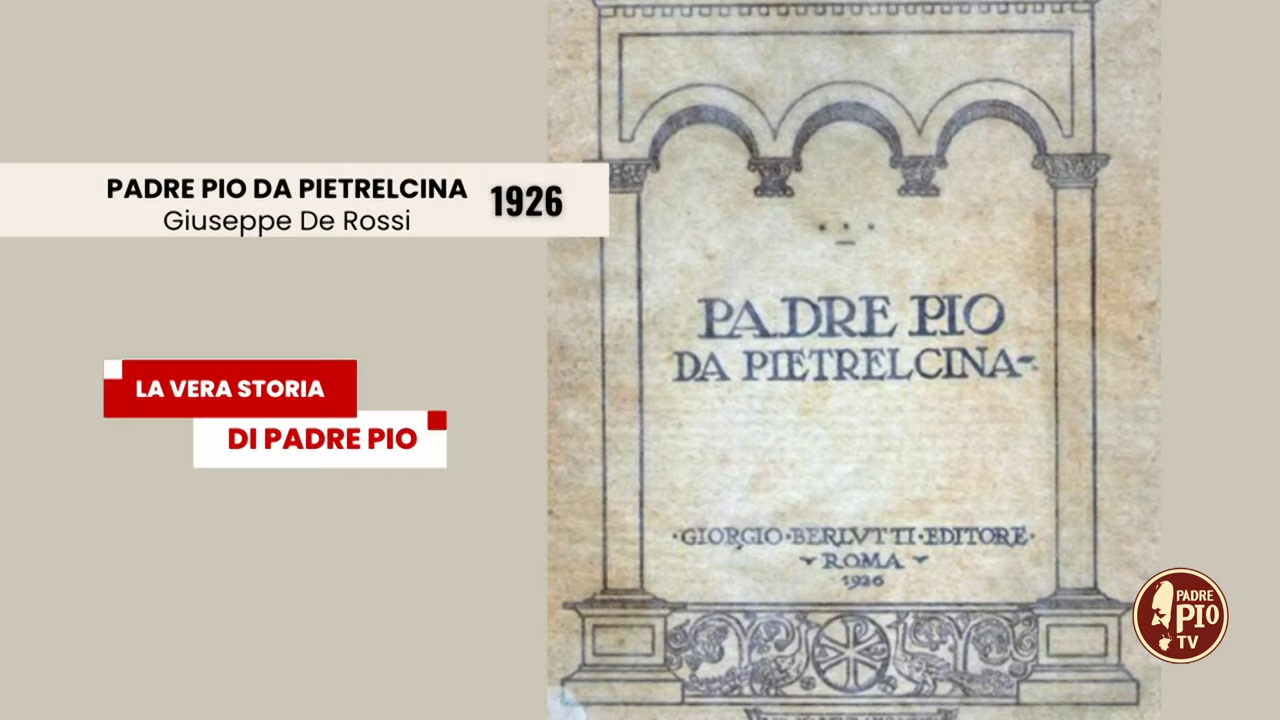 PADRE PIO DA PIETRELCINA
Giuseppe De Rossi
1926
LA VERA STORIA
DI PADRE PIO
PADRE PIO
DA PIETRELCINA
·GIORGIO·BERLVTTI·EDITORE·
ROMA
1926
PADRE
PIO
TV